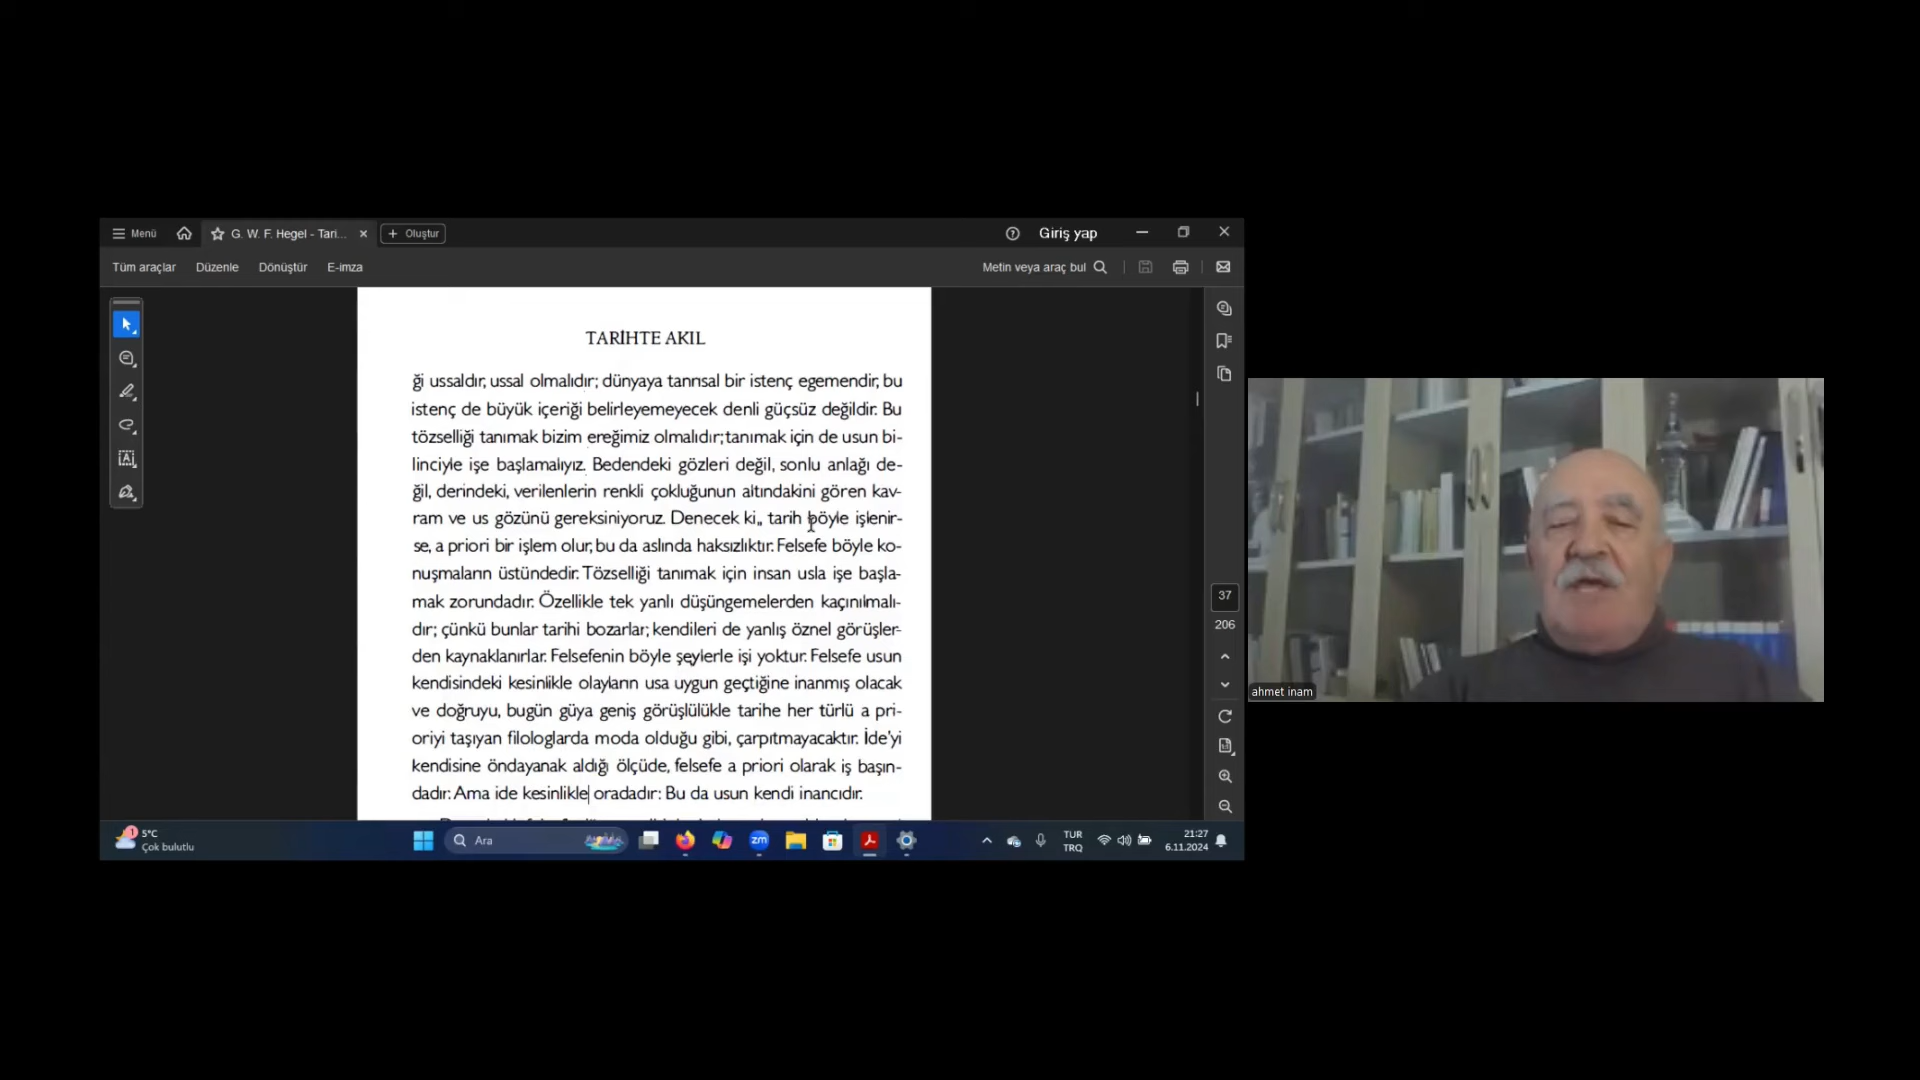 Menü
G. W. F. Hegel - Tari...
Oluştur
Giriş yap
Tüm araçlar
Düzenle
Dönüştür
E-imza
Metin veya araç bul
TARİHTE AKIL
ği ussaldır, ussal olmalıdır; dünyaya tanrısal bir istenç egemendir, bu
istenç de büyük içeriği belirleyemeyecek denli güçsüz değildir. Bu
tözselliği tanımak bizim ereğimiz olmalıdır; tanımak için de usun bi-
linciyle işe başlamalıyız. Bedendeki gözleri değil, sonlu anlağı de-
ğil, derindeki, verilenlerin renkli çokluğunun altındakini gören kav-
ram ve us gözünü gereksiniyoruz. Denecek ki,, tarih böyle işlenir-
se, a priori bir işlem olur, bu da aslında haksızlıktır. Felsefe böyle ko-
nuşmaların üstündedir. Tözselliği tanımak için insan usla işe başla-
mak zorundadır. Özellikle tek yanlı düşüngemelerden kaçınılmalı-
dır; çünkü bunlar tarihi bozarlar; kendileri de yanlış öznel görüşler-
den kaynaklanırlar. Felsefenin böyle şeylerle işi yoktur. Felsefe usun
kendisindeki kesinlikle olayların usa uygun geçtiğine inanmış olacak
ve doğruyu, bugün güya geniş görüşlülükle tarihe her türlü a pri-
oriyi taşıyan filologlarda moda olduğu gibi, çarpıtmayacaktır. İde'yi
kendisine öndayanak aldığı ölçüde, felsefe a priori olarak iş başın-
dadır. Ama ide kesinlikle oradadır: Bu da usun kendi inancıdır.
37
206
ahmet inam
1
5°C
Çok bulutlu
Ara
zm
TUR
TRQ
21:27
6.11.2024